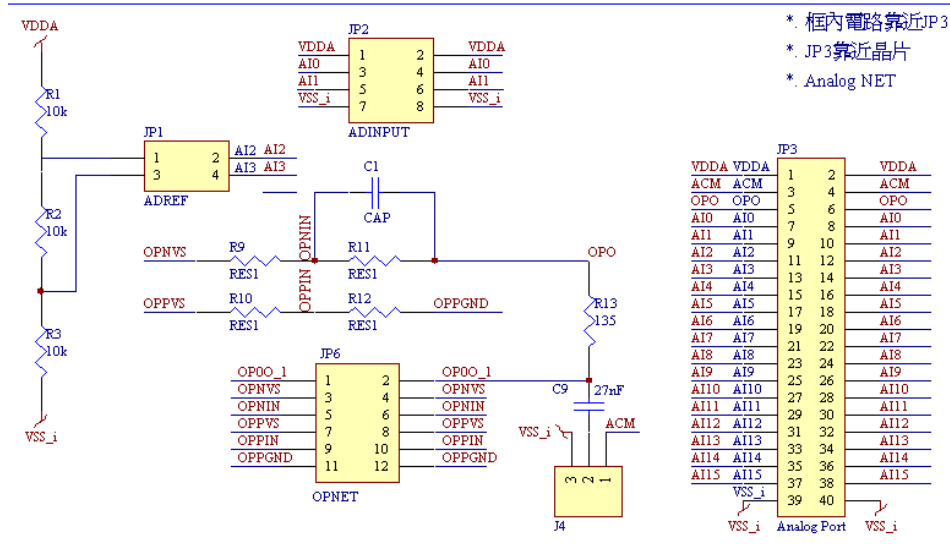 *. 框內電路靠近JP3
*. JP3靠近晶片
*. Analog NET
VDDA
R1
10k
R2
10k
R3
10k
VSS_i
JP1
1 2 AI2 AI2
3 4 AI3 AI3
ADREF
JP2
VDDA 1 2 VDDA
AI0 3 4 AI0
AI1 5 6 AI1
VSS_i 7 8 VSS_i
ADINPUT
C1
CAP
OPNVS
R9
RES1
OPNIN
R11
RES1
OPO
OPPVS
R10
RES1
OPPIN
R12
RES1
OPPGND
R13
135
JP6
OP0O_1 1 2 OP0O_1
OPNVS 3 4 OPNVS
OPNIN 5 6 OPNIN
OPPVS 7 8 OPPVS
OPPIN 9 10 OPPIN
OPPGND 11 12 OPPGND
OPNET
C9
27nF
VSS_i
ACM
3 2 1
J4
JP3
VDDA VDDA 1 2 VDDA
ACM ACM 3 4 ACM
OPO OPO 5 6 OPO
AI0 AI0 7 8 AI0
AI1 AI1 9 10 AI1
AI2 AI2 11 12 AI2
AI3 AI3 13 14 AI3
AI4 AI4 15 16 AI4
AI5 AI5 17 18 AI5
AI6 AI6 19 20 AI6
AI7 AI7 21 22 AI7
AI8 AI8 23 24 AI8
AI9 AI9 25 26 AI9
AI10 AI10 27 28 AI10
AI11 AI11 29 30 AI11
AI12 AI12 31 32 AI12
AI13 AI13 33 34 AI13
AI14 AI14 35 36 AI14
AI15 AI15 37 38 AI15
VSS_i 39 40
VSS_i Analog Port VSS_i